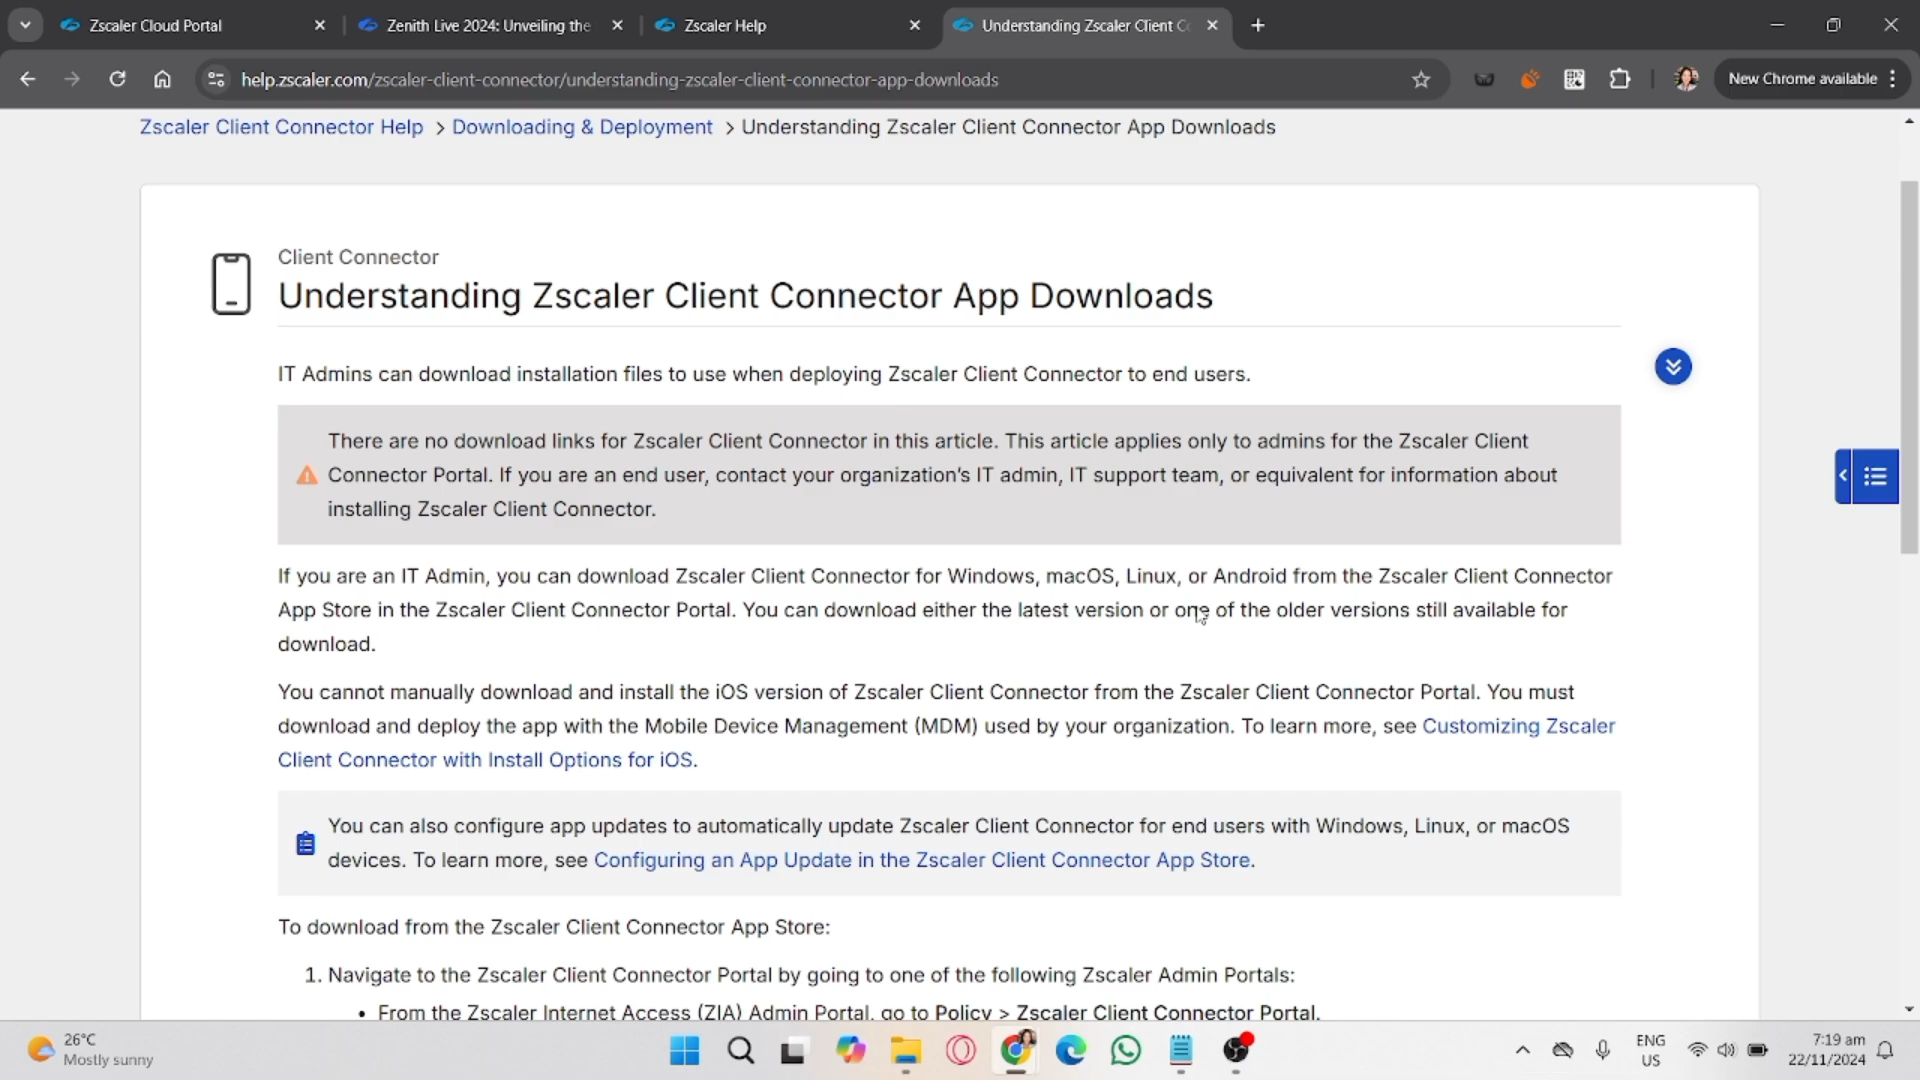 Zscaler Cloud Portal
Zenith Live 2024: Unveiling the
Zscaler Help
Understanding Zscaler Client Co
help.zscaler.com/zscaler-client-connector/understanding-zscaler-client-connector-app-downloads
New Chrome available
Zscaler Client Connector Help > Downloading & Deployment > Understanding Zscaler Client Connector App Downloads
Client Connector
Understanding Zscaler Client Connector App Downloads
IT Admins can download installation files to use when deploying Zscaler Client Connector to end users.
There are no download links for Zscaler Client Connector in this article. This article applies only to admins for the Zscaler Client
Connector Portal. If you are an end user, contact your organization's IT admin, IT support team, or equivalent for information about
installing Zscaler Client Connector.
If you are an IT Admin, you can download Zscaler Client Connector for Windows, macOS, Linux, or Android from the Zscaler Client Connector
App Store in the Zscaler Client Connector Portal. You can download either the latest version or one of the older versions still available for
download.
You cannot manually download and install the iOS version of Zscaler Client Connector from the Zscaler Client Connector Portal. You must
download and deploy the app with the Mobile Device Management (MDM) used by your organization. To learn more, see Customizing Zscaler
Client Connector with Install Options for iOS.
You can also configure app updates to automatically update Zscaler Client Connector for end users with Windows, Linux, or macOS
devices. To learn more, see Configuring an App Update in the Zscaler Client Connector App Store.
To download from the Zscaler Client Connector App Store:
1. Navigate to the Zscaler Client Connector Portal by going to one of the following Zscaler Admin Portals:
• From the Zscaler Internet Access (ZIA) Admin Portal, go to Policy > Zscaler Client Connector Portal.
26°C
Mostly sunny
ENG
US
7:19 am
22/11/2024